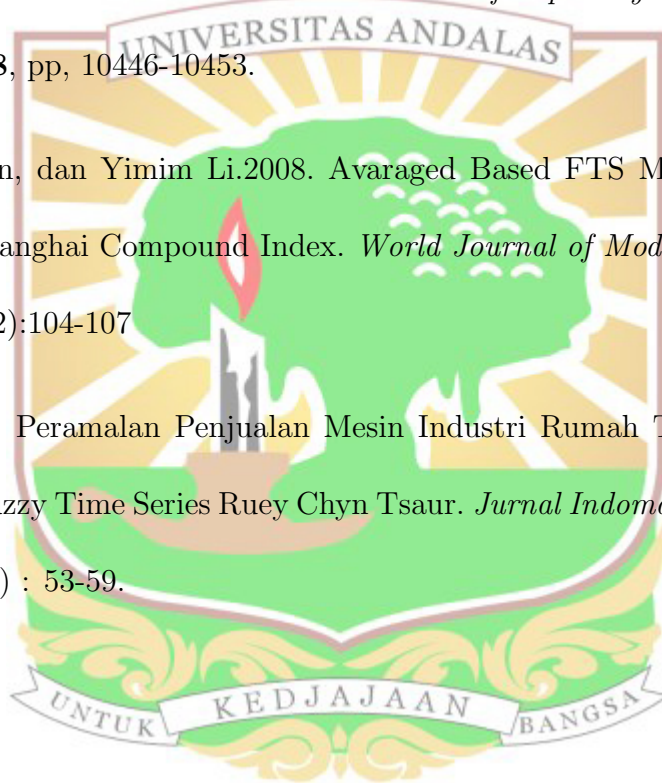 UNIVERSITAS ANDALAS
8, pp, 10446-10453.
n, dan Yimim Li.2008. Avaraged Based FTS M
anghai Compound Index. World Journal of Mod
2):104-107
Peramalan Penjualan Mesin Industri Rumah T
zzy Time Series Ruey Chyn Tsaur. Jurnal Indome
) : 53-59.
UNTUK KEDJAJAAN BANGSA